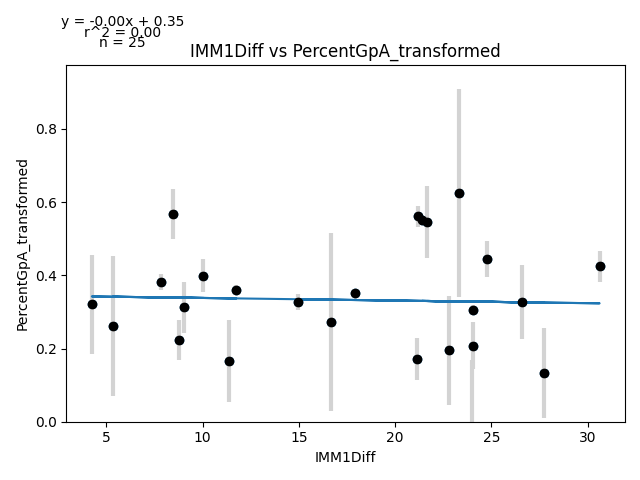 y = -0.00x + 0.35
r^2 = 0.00
n = 25
IMM1Diff vs PercentGpA_transformed
PercentGpA_transformed
0.8
0.6
0.4
0.2
0.0
5 10 15 20 25 30
IMM1Diff